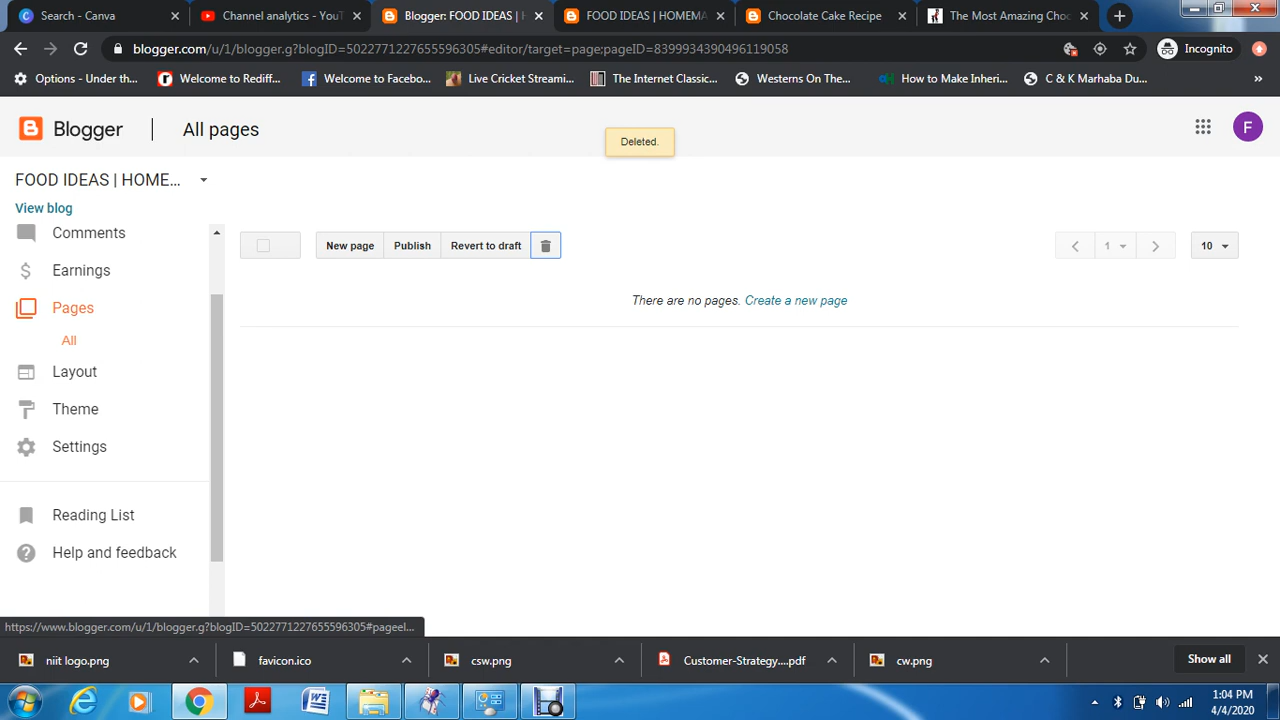 Search - Canva
Channel analytics - YouT
Blogger: FOOD IDEAS |
FOOD IDEAS | HOMEMA
Chocolate Cake Recipe
The Most Amazing Choc
blogger.com/u/1/blogger.g?blogID=5022771227655596305#editor/target=page;pageID=8399934390496119058
Incognito
Options - Under th...
Welcome to Rediff...
Welcome to Facebo...
Live Cricket Streami...
The Internet Classic...
Westerns On The...
How to Make Inheri...
C & K Marhaba Du...
Blogger
All pages
Deleted.
F
FOOD IDEAS | HOME...
View blog
Comments
Earnings
Pages
All
Layout
Theme
Settings
Reading List
Help and feedback
New page
Publish
Revert to draft
1
10
There are no pages. Create a new page
https://www.blogger.com/u/1/blogger.g?blogID=5022771227655596305#pageel...
niit logo.png
favicon.ico
csw.png
Customer-Strategy....pdf
cw.png
Show all
1:04 PM
4/4/2020